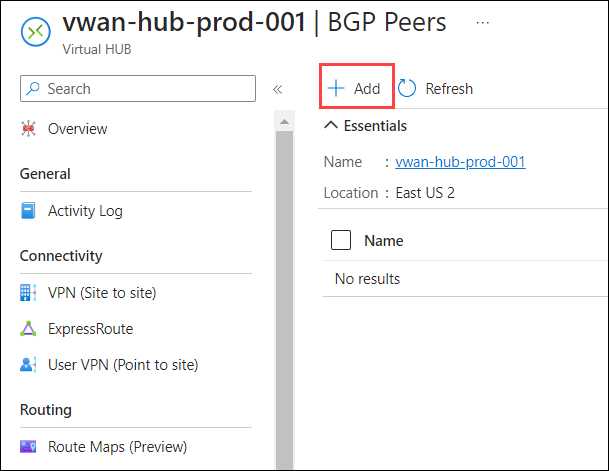 vwan-hub-prod-001 | BGP Peers ...
Virtual HUB
Search «
Overview
General
Activity Log
Connectivity
VPN (Site to site)
ExpressRoute
User VPN (Point to site)
Routing
Route Maps (Preview)
+ Add Refresh
Essentials
Name : vwan-hub-prod-001
Location : East US 2
Name
No results